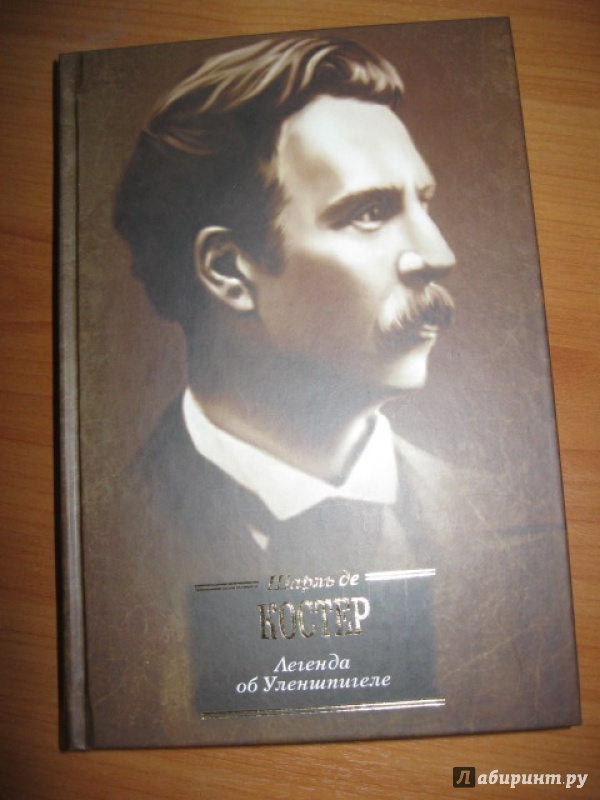 Шарль де
КОСТЕР
Легенда
об Уленшпигеле
Лабиринт.ру